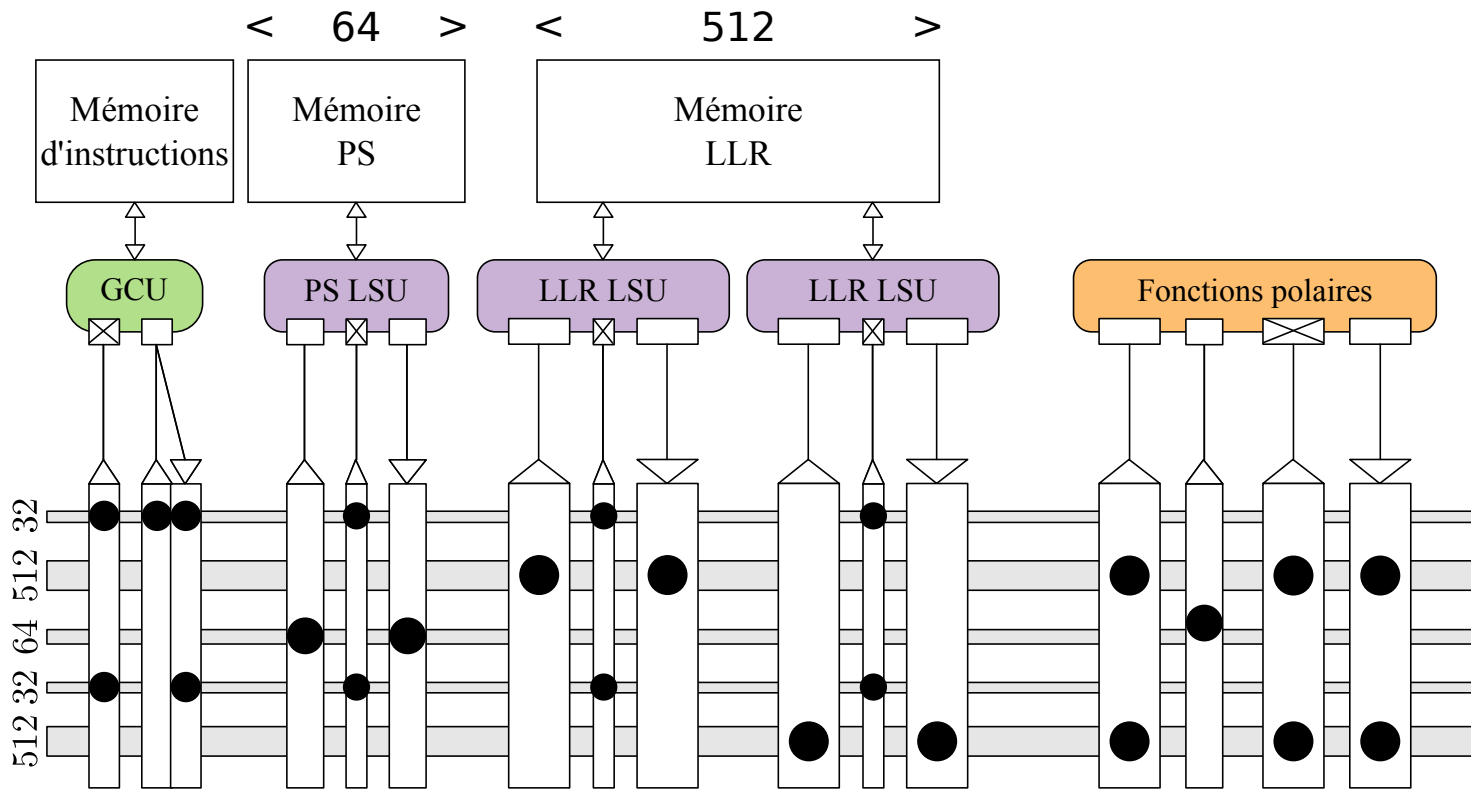 < 64 >
< 512 >
Mémoire
d'instructions
Mémoire
PS
Mémoire
LLR
GCU
PS LSU
LLR LSU
LLR LSU
Fonctions polaires
32
512
64
32
512